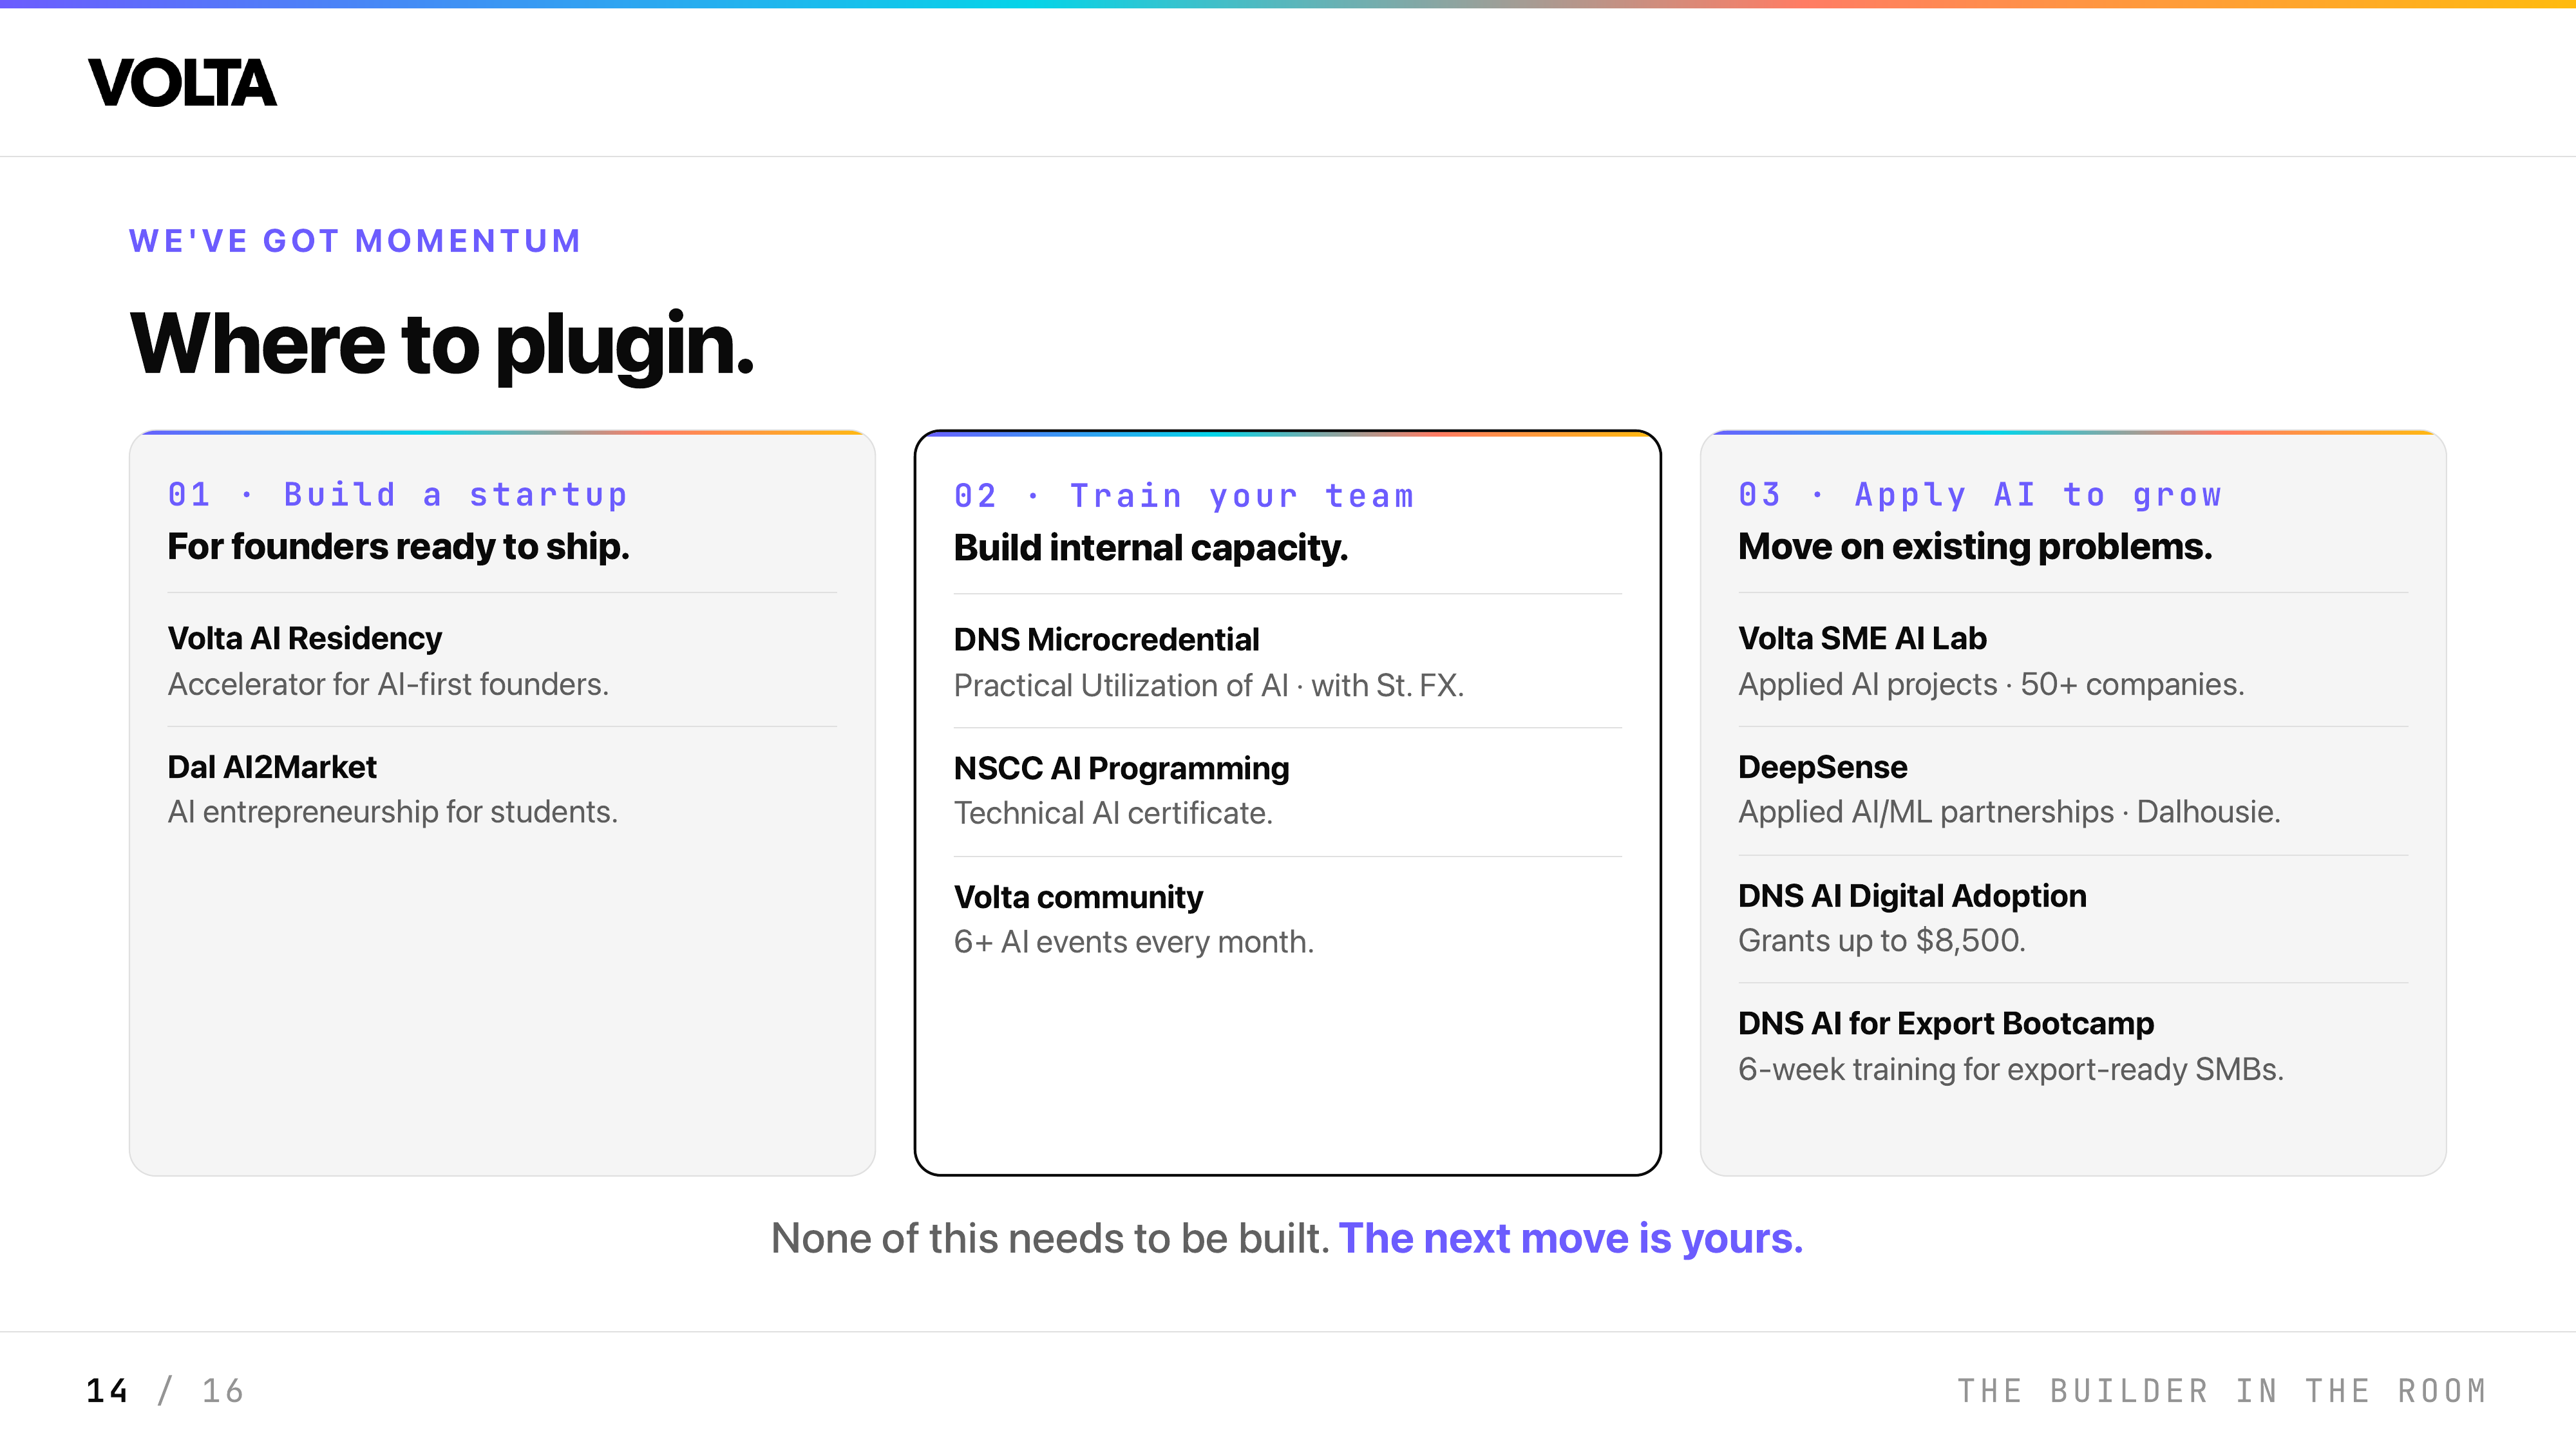 VOLTA
WE'VE GOT MOMENTUM
Where to plugin.
01 · Build a startup
For founders ready to ship.
Volta AI Residency
Accelerator for AI-first founders.
Dal AI2Market
AI entrepreneurship for students.
02 · Train your team
Build internal capacity.
DNS Microcredential
Practical Utilization of AI · with St. FX.
NSCC AI Programming
Technical AI certificate.
Volta community
6+ AI events every month.
03 · Apply AI to grow
Move on existing problems.
Volta SME AI Lab
Applied AI projects · 50+ companies.
DeepSense
Applied AI/ML partnerships · Dalhousie.
DNS AI Digital Adoption
Grants up to $8,500.
DNS AI for Export Bootcamp
6-week training for export-ready SMBs.
None of this needs to be built. The next move is yours.
14 / 16
THE BUILDER IN THE ROOM